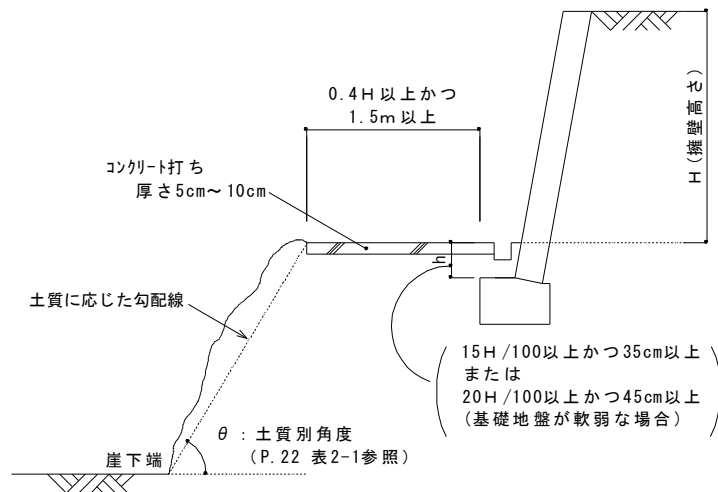 0.4H以上かつ
1.5m以上
H(擁壁高さ)
コンクリート打ち
厚さ5cm～10cm
h
土質に応じた勾配線
15H/100以上かつ35cm以上
または
20H/100以上かつ45cm以上
(基礎地盤が軟弱な場合)
θ：土質別角度
(P.22 表2-1参照)
崖下端